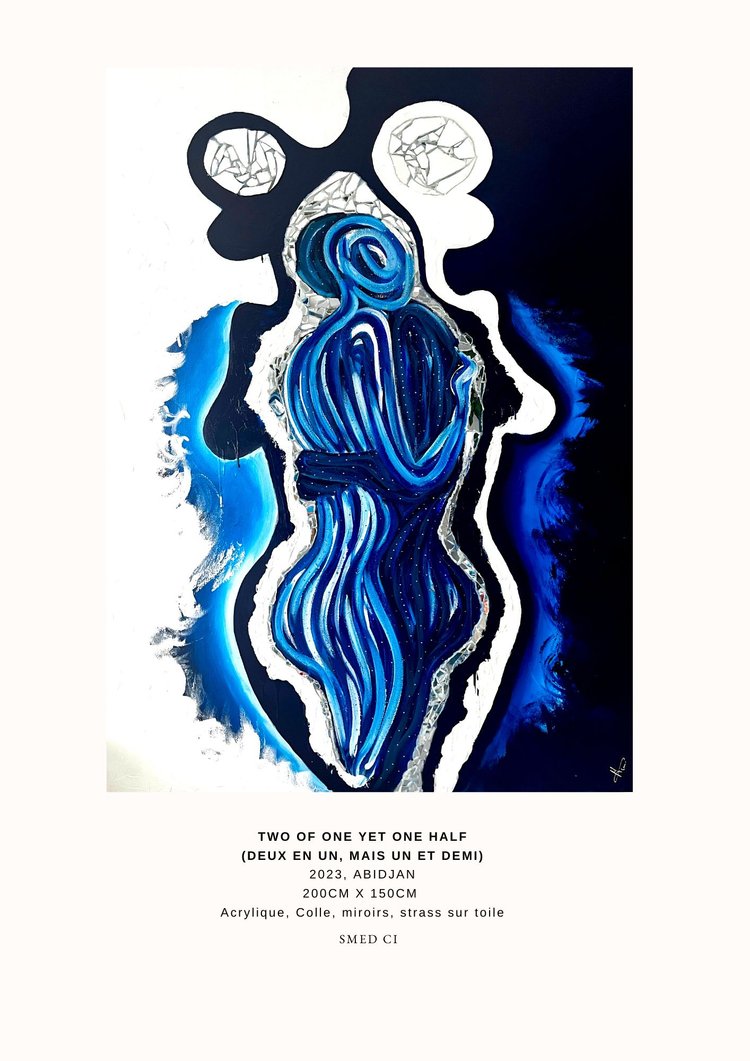 TWO OF ONE YET ONE HALF
(DEUX EN UN, MAIS UN ET DEMI)
2023, ABIDJAN
200CM X 150CM
Acrylique, Colle, miroirs, strass sur toile
SMED CI